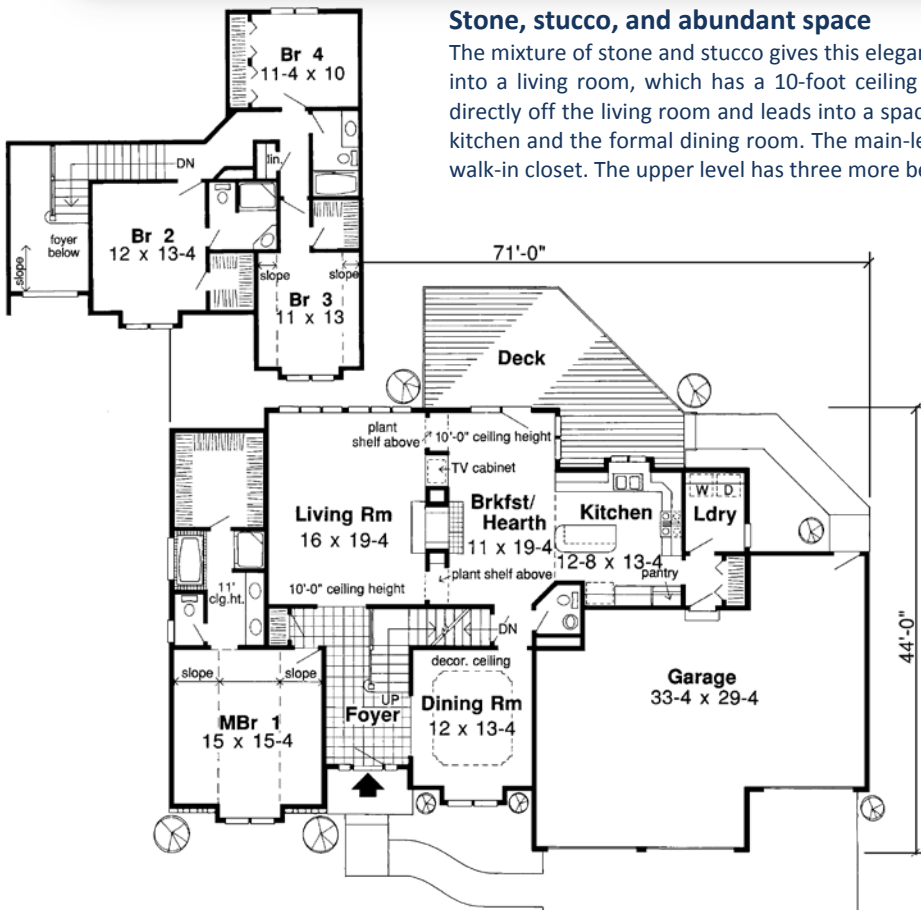 Stone, stucco, and abundant space
The mixture of stone and stucco gives this elegan
into a living room, which has a 10-foot ceiling
directly off the living room and leads into a spac
kitchen and the formal dining room. The main-le
walk-in closet. The upper level has three more be
Br 4
11-4 x 10
lin.
DN
Br 2
12 x 13-4
foyer
below
slope
slope
slope
Br 3
11 x 13
71'-0"
Deck
plant
shelf above
10'-0" ceiling height
TV cabinet
Living Rm
16 x 19-4
Brkfst/
Hearth
11 x 19-4
Kitchen
12-8 x 13-4
W D
Ldry
pantry
plant shelf above
10'-0" ceiling height
11'
clg.ht.
DN
decor. ceiling
slope
slope
MBr 1
15 x 15-4
UP
Foyer
Dining Rm
12 x 13-4
Garage
33-4 x 29-4
44'-0"